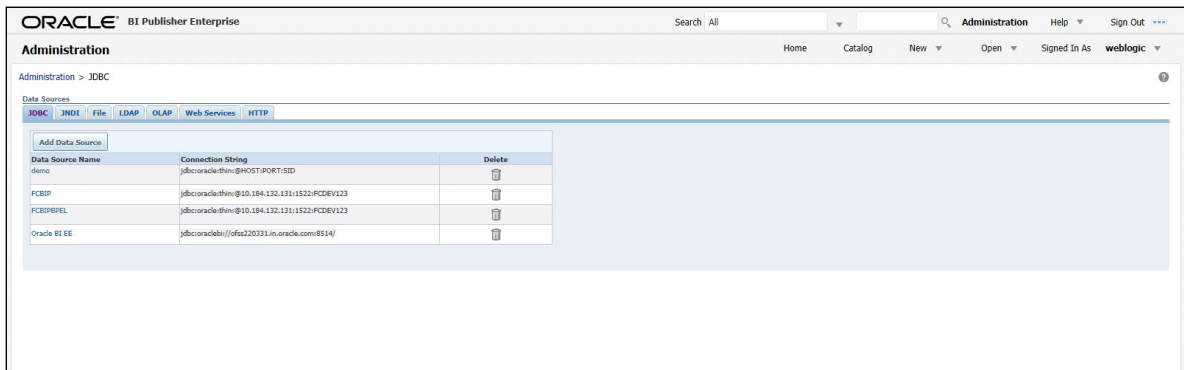 ORACLE BI Publisher Enterprise Search All Administration Help Sign Out
Administration Home Catalog New Open Signed In As weblogic
Administration > JDBC
Data Sources
JDBC JNDI File LDAP OLAP Web Services HTTP
Add Data Source
Data Source Name Connection String Delete
demo jdbc:oracle:thin:@HOST:PORT:SID
FCBIP jdbc:oracle:thin:@10.184.132.131:1522:FCDEV123
FCBIPBPEL jdbc:oracle:thin:@10.184.132.131:1522:FCDEV123
Oracle BI EE jdbc:oraclebi://ofss220331.in.oracle.com:8514/